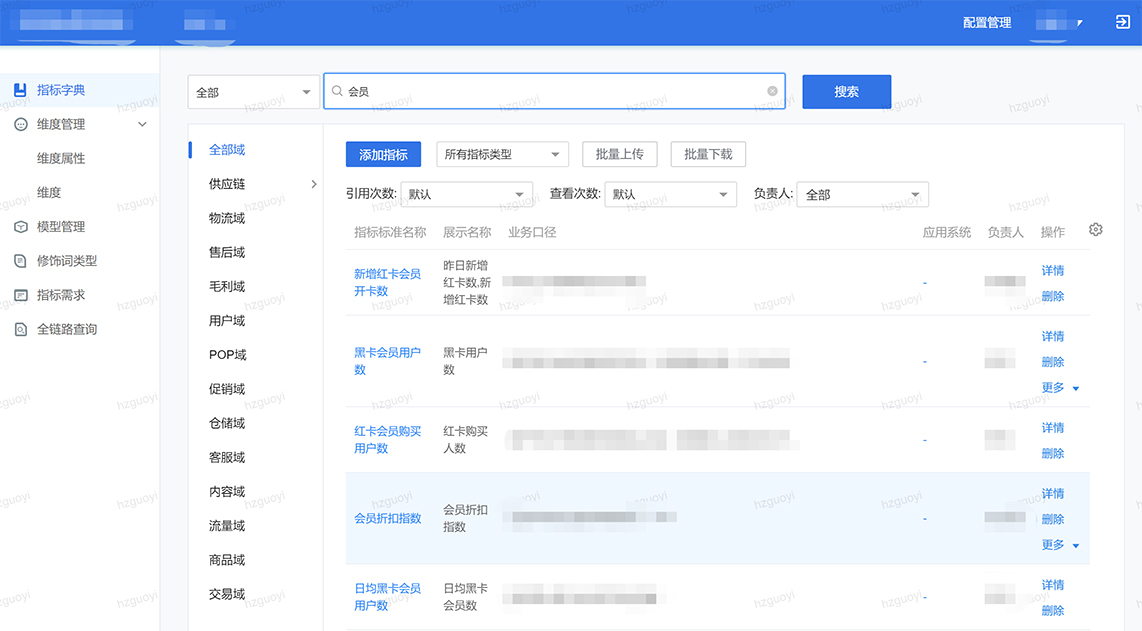 配置管理
指标字典
维度管理
维度属性
维度
模型管理
修饰词类型
指标需求
全链路查询
全部
会员
搜索
全部域
供应链
物流域
售后域
毛利域
用户域
POP域
促销域
仓储域
客服域
内容域
流量域
商品域
交易域
添加指标 所有指标类型 批量上传 批量下载
引用次数: 默认 查看次数: 默认 负责人: 全部
指标标准名称 展示名称 业务口径 应用系统 负责人 操作
新增红卡会员
开卡数
昨日新增
红卡数,新
增红卡数
-
详情
删除
黑卡会员用户
数
黑卡用户
数
-
详情
删除
更多
红卡会员购买
用户数
红卡购买
人数
-
详情
删除
会员折扣指数
会员折扣
指数
-
详情
删除
更多
日均黑卡会员
用户数
日均黑卡
会员数
-
详情
删除
hzguoyi